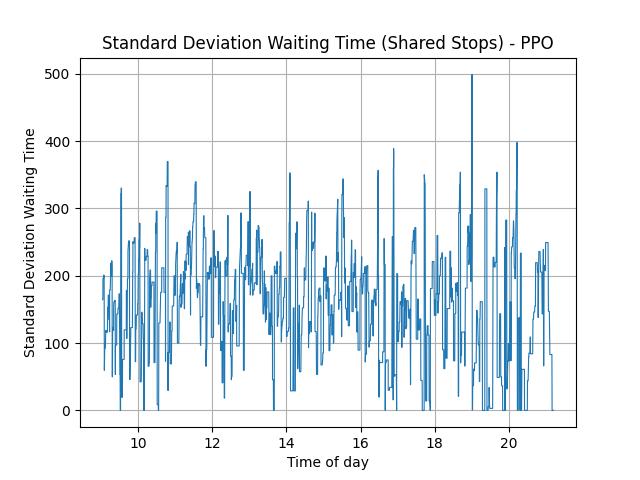 Standard Deviation Waiting Time (Shared Stops) - PPO
Standard Deviation Waiting Time
500
400
300
200
100
0
10 12 14 16 18 20
Time of day